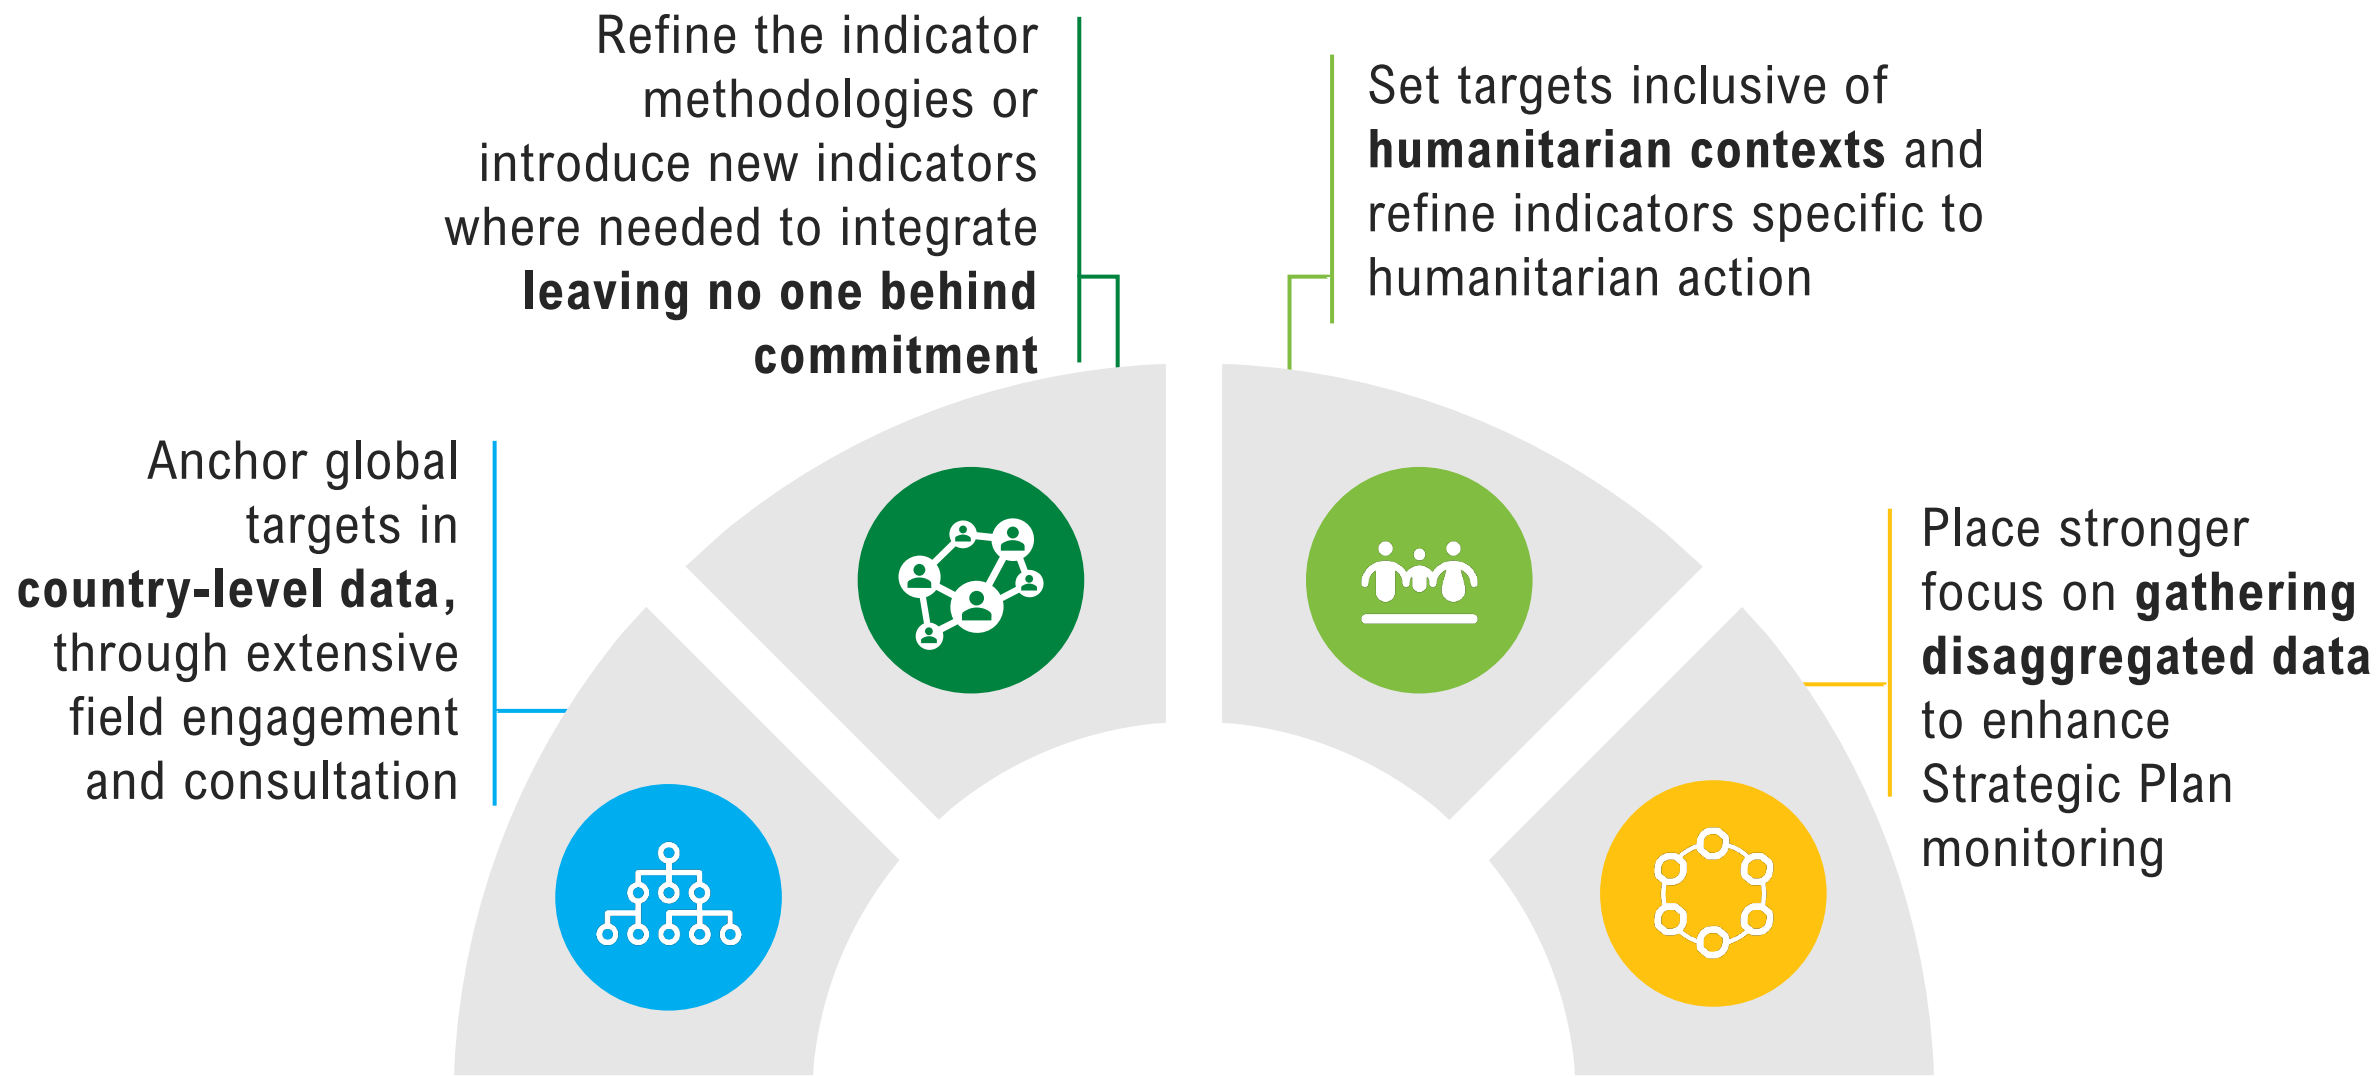 Refine the indicator
methodologies or
introduce new indicators
where needed to integrate
leaving no one behind
commitment
Set targets inclusive of
humanitarian contexts and
refine indicators specific to
humanitarian action
Anchor global
targets in
country-level data,
through extensive
field engagement
and consultation
Place stronger
focus on gathering
disaggregated data
to enhance
Strategic Plan
monitoring